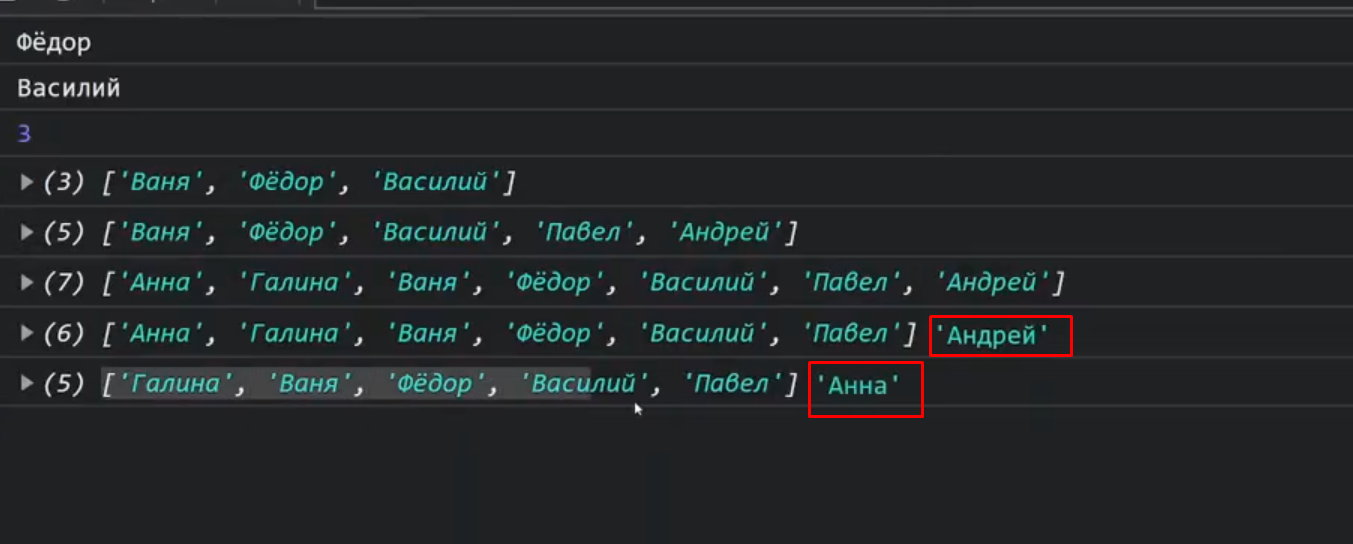 Фёдор
Василий
3
(3) ['Ваня', 'Фёдор', 'Василий']
(5) ['Ваня', 'Фёдор', 'Василий', 'Павел', 'Андрей']
(7) ['Анна', 'Галина', 'Ваня', 'Фёдор', 'Василий', 'Павел', 'Андрей']
(6) ['Анна', 'Галина', 'Ваня', 'Фёдор', 'Василий', 'Павел'] 'Андрей'
(5) ['Галина', 'Ваня', 'Фёдор', 'Василий', 'Павел'] 'Анна'